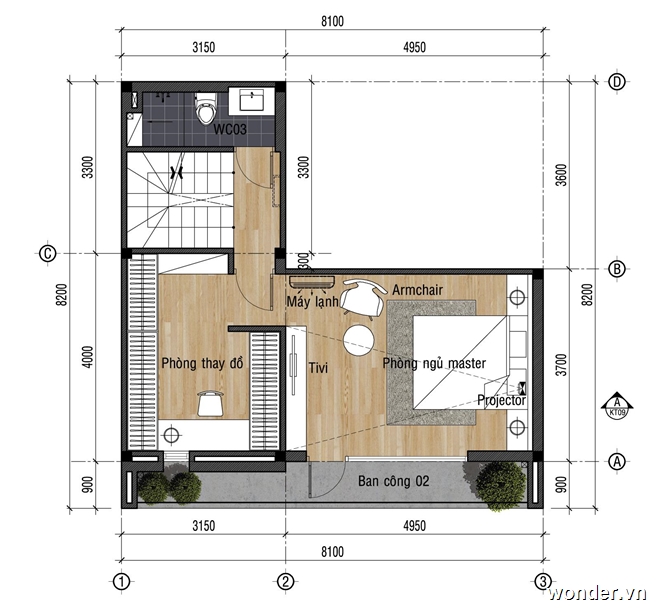 8100
3150 4950
D
WC03
3300 3300 3600
C
B
300
8200 8200
Máy lạnh
Armchair
4000 3700
Phòng thay đồ
Tivi
Phòng ngủ master
Projector
A
KT09
A
900 900
Ban công 02
3150 4950
8100
1 2 3
wonder.vn